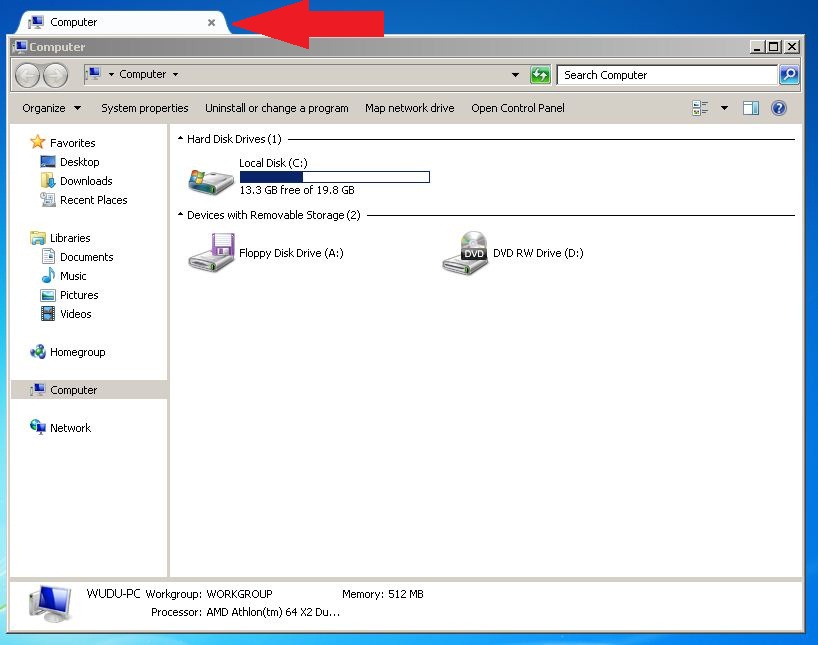 Computer
Computer
Computer
Search Computer
Organize
System properties
Uninstall or change a program
Map network drive
Open Control Panel
Favorites
Desktop
Downloads
Recent Places
Libraries
Documents
Music
Pictures
Videos
Homegroup
Computer
Network
Hard Disk Drives (1)
Local Disk (C:)
13.3 GB free of 19.8 GB
Devices with Removable Storage (2)
Floppy Disk Drive (A:)
DVD
DVD RW Drive (D:)
WUDU-PC Workgroup: WORKGROUP Memory: 512 MB
Processor: AMD Athlon(tm) 64 X2 Du...